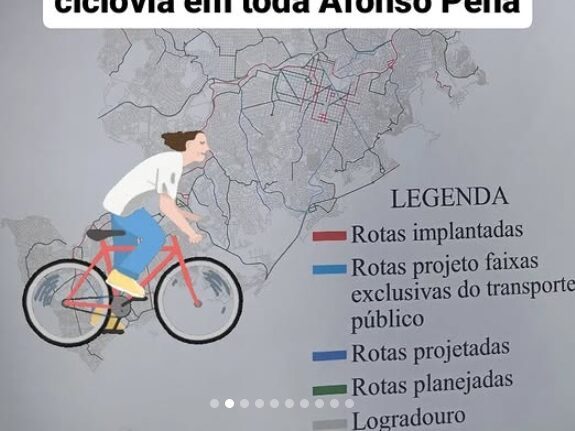 ciclovia em toda Afonso Pena
LEGENDA
Rotas implantadas
Rotas projeto faixas
exclusivas do transporte
público
Rotas projetadas
Rotas planejadas
Logradouro